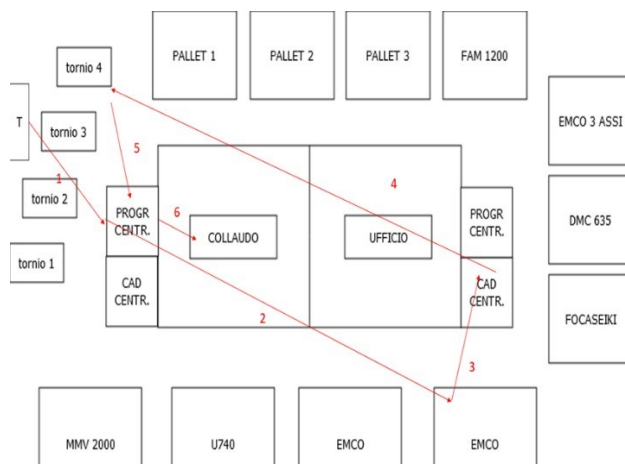 PALLET 1
PALLET 2
PALLET 3
FAM 1200
tornio 4
EMCO 3 ASSI
T
tornio 3
5
1
4
tornio 2
PROGR
CENTR.
6
COLLAUDO
UFFICIO
PROGR
CENTR.
DMC 635
tornio 1
CAD
CENTR.
CAD
CENTR.
2
FOCASEIKI
3
MMV 2000
U740
EMCO
EMCO